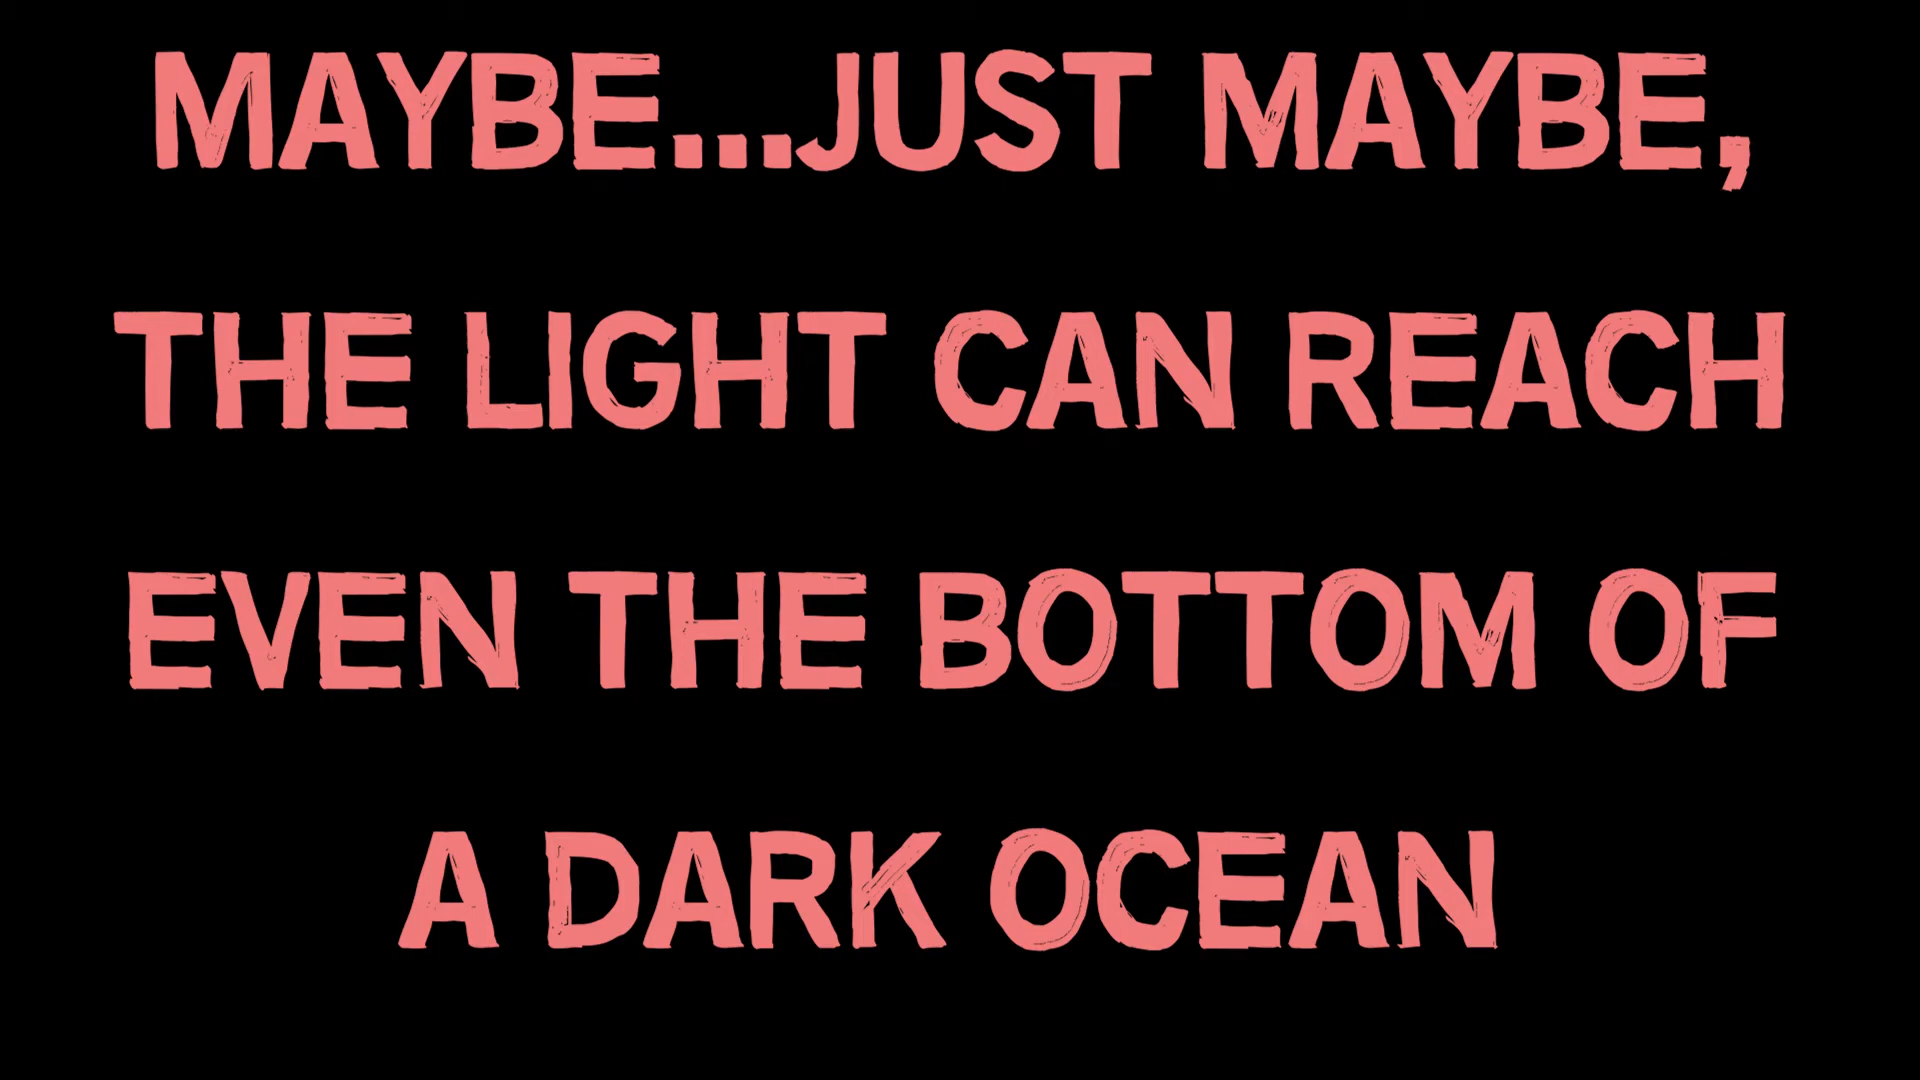 MAYBE...JUST MAYBE,
THE LIGHT CAN REACH
EVEN THE BOTTOM OF
A DARK OCEAN